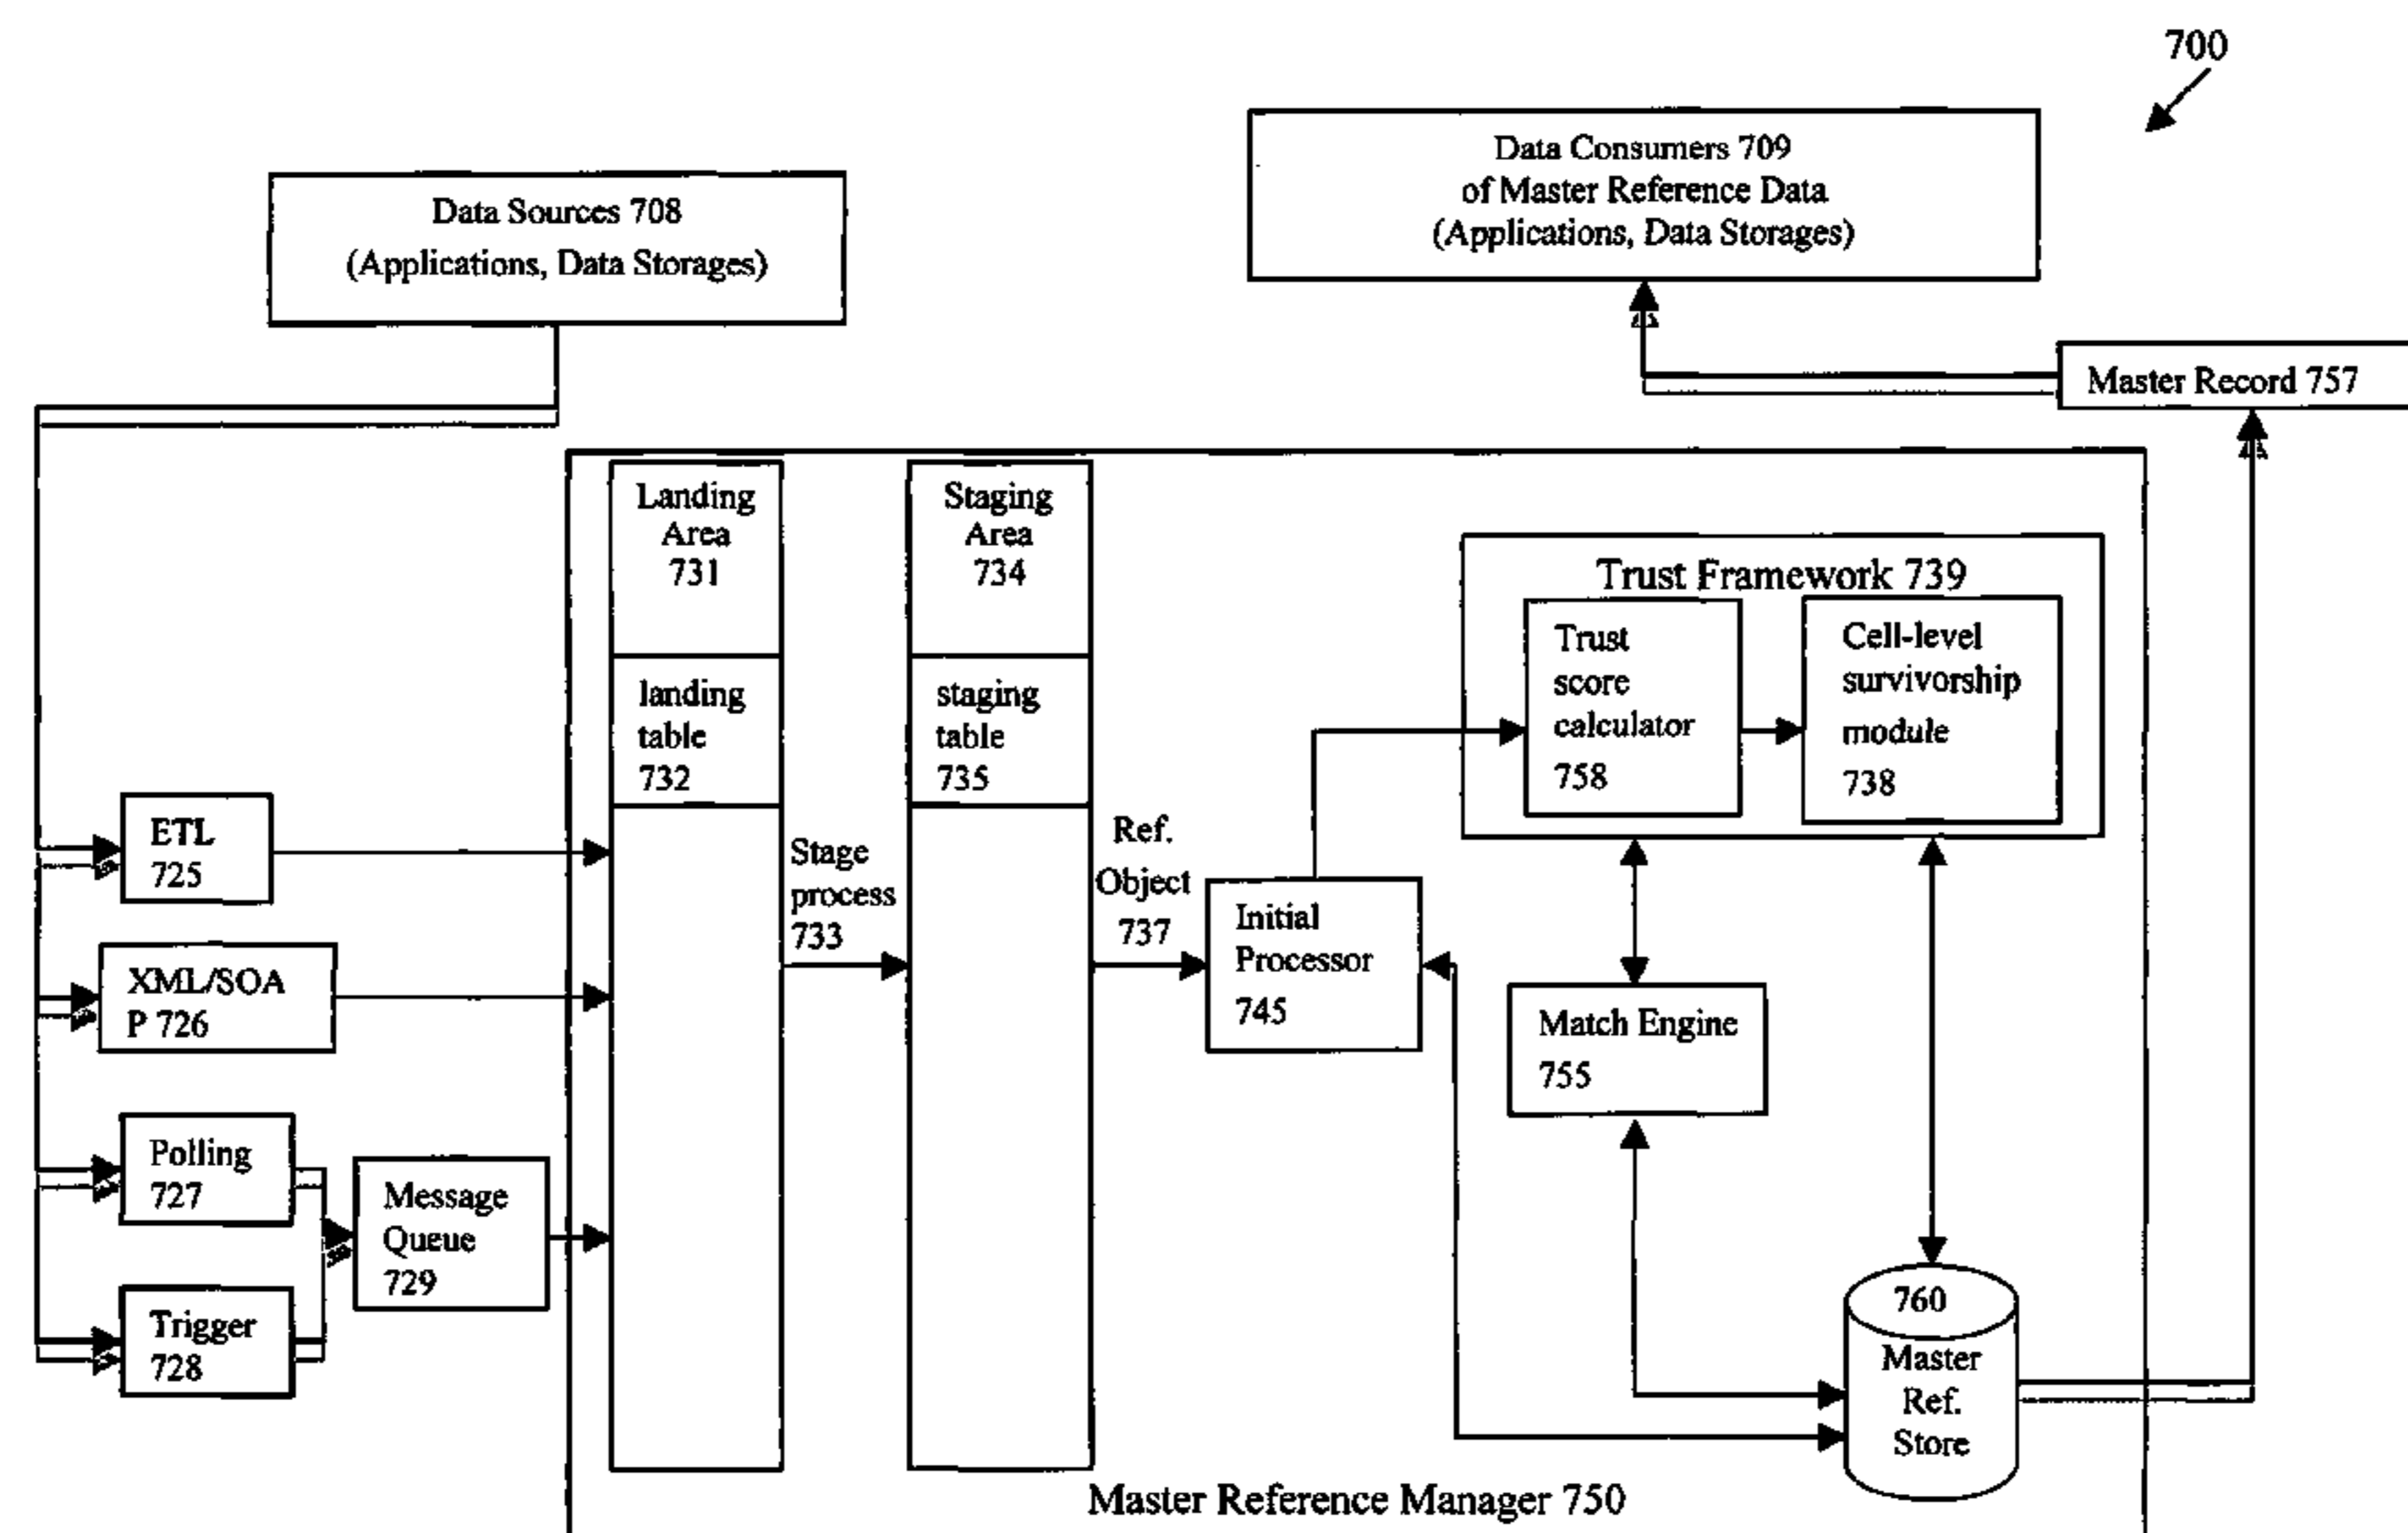 700
Data Consumers 709
of Master Reference Data
(Applications, Data Storages)
Data Sources 708
(Applications, Data Storages)
Master Record 757
Landing
Area
731
Staging
Area
734
Trust Framework 739
Trust
score
calculator
758
Cell-level
survivorship
module
738
landing
table
732
staging
table
735
ETL
725
Stage
process
733
Ref.
Object
737
Initial
Processor
745
XML/SOA
P 726
Match Engine
755
Polling
727
Message
Queue
729
Trigger
728
760
Master
Ref.
Store
Master Reference Manager 750